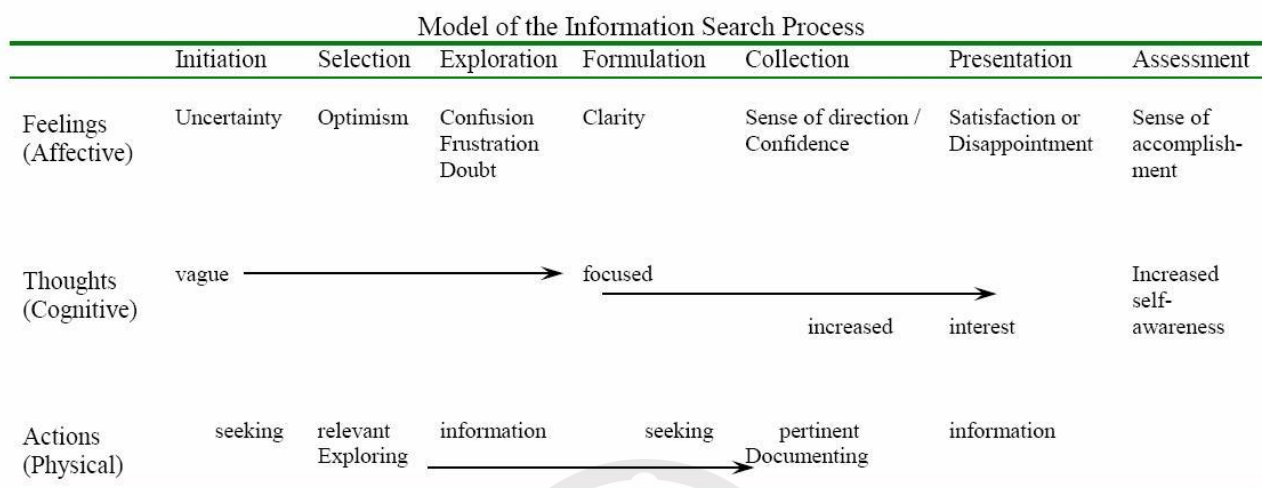 Model of the Information Search Process
Initiation Selection Exploration Formulation Collection Presentation Assessment
Feelings
(Affective)
Uncertainty
Optimism
Confusion
Frustration
Doubt
Clarity
Sense of direction /
Confidence
Satisfaction or
Disappointment
Sense of
accomplish-
ment
Thoughts
(Cognitive)
vague
focused
increased interest
Increased
self-
awareness
Actions
(Physical)
seeking relevant information seeking pertinent information
Exploring Documenting